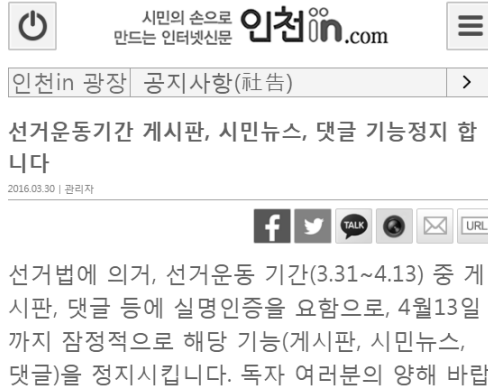 시민의 손으로
만드는 인터넷신문 인천in.com
인천in 광장 공지사항(社告)
선거운동기간 게시판, 시민뉴스, 댓글 기능정지 합
니다
2016.03.30 | 관리자
TALK URL
선거법에 의거, 선거운동 기간(3.31~4.13) 중 게
시판, 댓글 등에 실명인증을 요함으로, 4월13일
까지 잠정적으로 해당 기능(게시판, 시민뉴스,
댓글)을 정지시킵니다. 독자 여러분의 양해 바랍